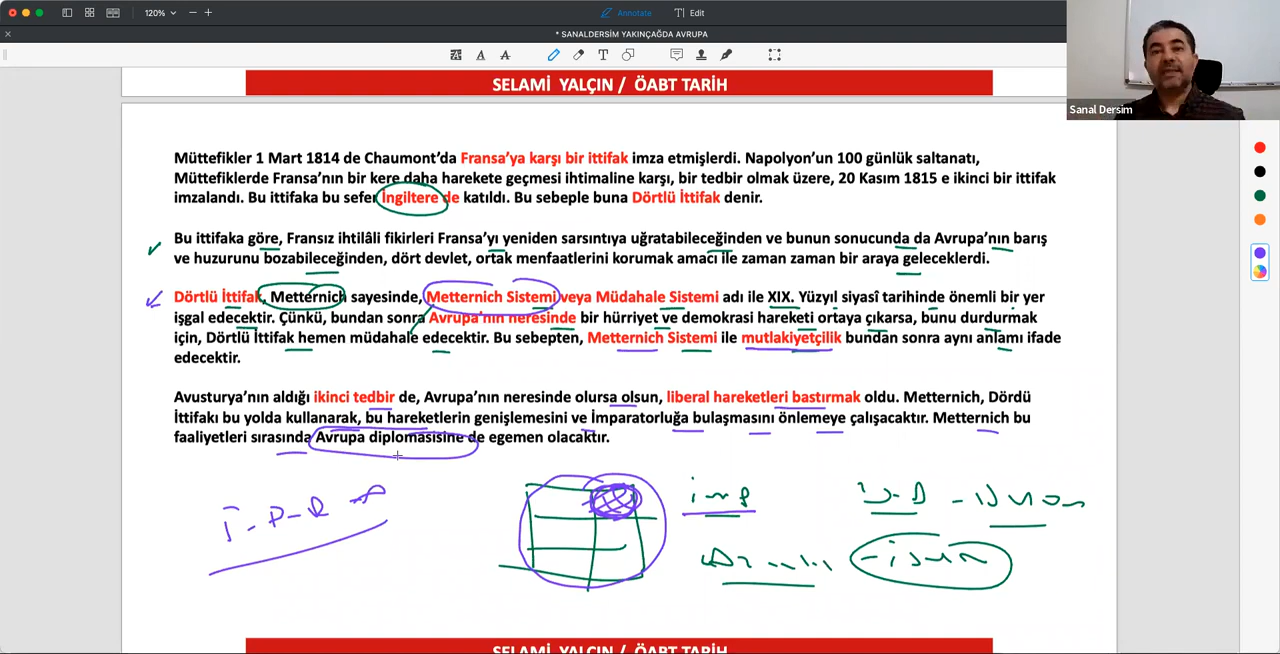 120%
Annotate
Edit
* SANALDERSİM YAKINÇAĞDA AVRUPA
SELAMİ YALÇIN / ÖABT TARİH
Sanal Dersim
Müttefikler 1 Mart 1814 de Chaumont’da Fransa’ya karşı bir ittifak imza etmişlerdi. Napolyon’un 100 günlük saltanatı,
Müttefiklerde Fransa’nın bir kere daha harekete geçmesi ihtimaline karşı, bir tedbir olmak üzere, 20 Kasım 1815 e ikinci bir ittifak
imzalandı. Bu ittifaka bu sefer İngiltere de katıldı. Bu sebeple buna Dörtlü İttifak denir.
Bu ittifaka göre, Fransız ihtilâli fikirleri Fransa’yı yeniden sarsıntıya uğratabileceğinden ve bunun sonucunda da Avrupa’nın barış
ve huzurunu bozabileceğinden, dört devlet, ortak menfaatlerini korumak amacı ile zaman zaman bir araya geleceklerdi.
Dörtlü İttifak, Metternich sayesinde, Metternich Sistemi veya Müdahale Sistemi adı ile XIX. Yüzyıl siyasî tarihinde önemli bir yer
işgal edecektir. Çünkü, bundan sonra Avrupa’nın neresinde bir hürriyet ve demokrasi hareketi ortaya çıkarsa, bunu durdurmak
için, Dörtlü İttifak hemen müdahale edecektir. Bu sebepten, Metternich Sistemi ile mutlakiyetçilik bundan sonra aynı anlamı ifade
edecektir.
Avusturya’nın aldığı ikinci tedbir de, Avrupa’nın neresinde olursa olsun, liberal hareketleri bastırmak oldu. Metternich, Dördü
İttifakı bu yolda kullanarak, bu hareketlerin genişlemesini ve İmparatorluğa bulaşmasını önlemeye çalışacaktır. Metternich bu
faaliyetleri sırasında Avrupa diplomasisine de egemen olacaktır.
imp
SELAMİ YALÇIN / ÖABT TARİH